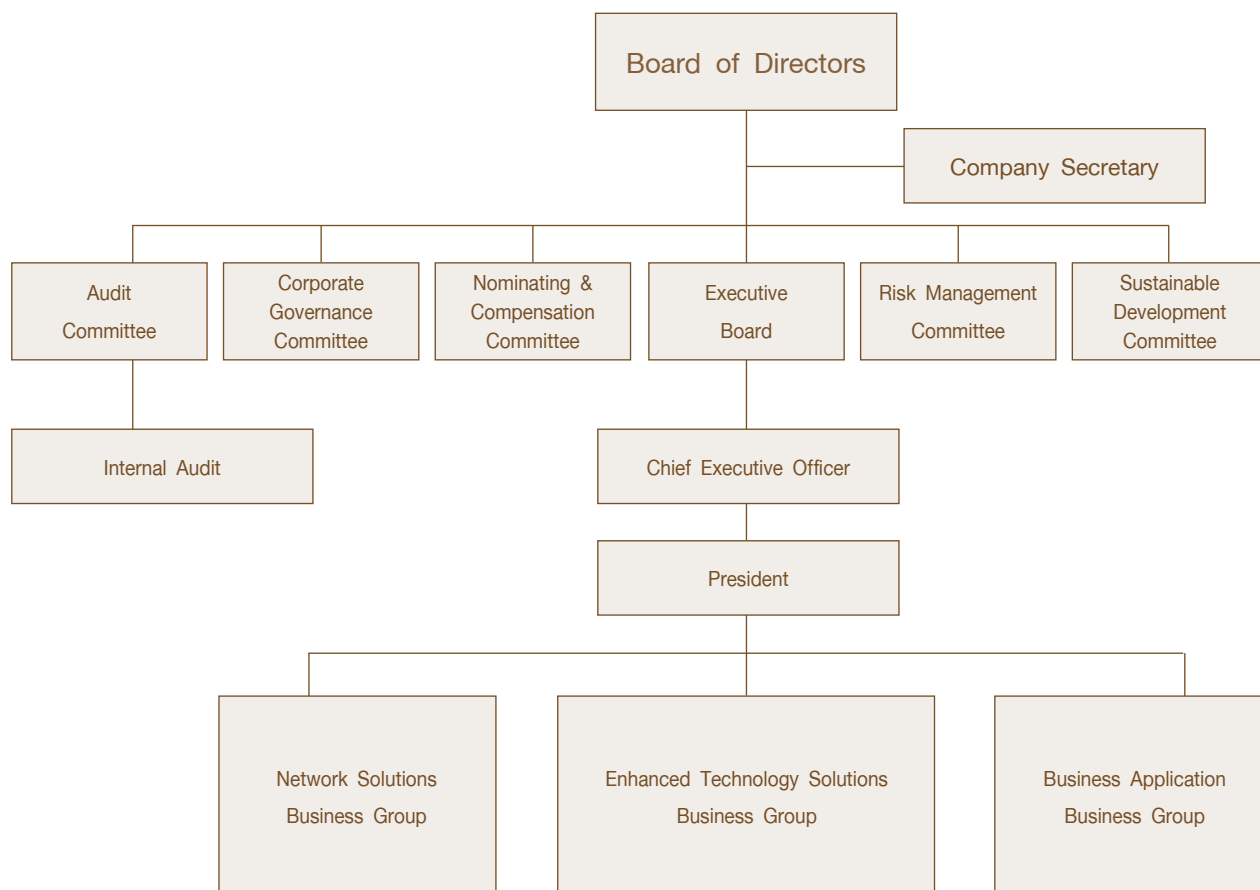 Board of Directors
Company Secretary
Audit
Committee
Corporate
Governance
Committee
Nominating &
Compensation
Committee
Executive
Board
Risk Management
Committee
Sustainable
Development
Committee
Internal Audit
Chief Executive Officer
President
Network Solutions
Business Group
Enhanced Technology Solutions
Business Group
Business Application
Business Group